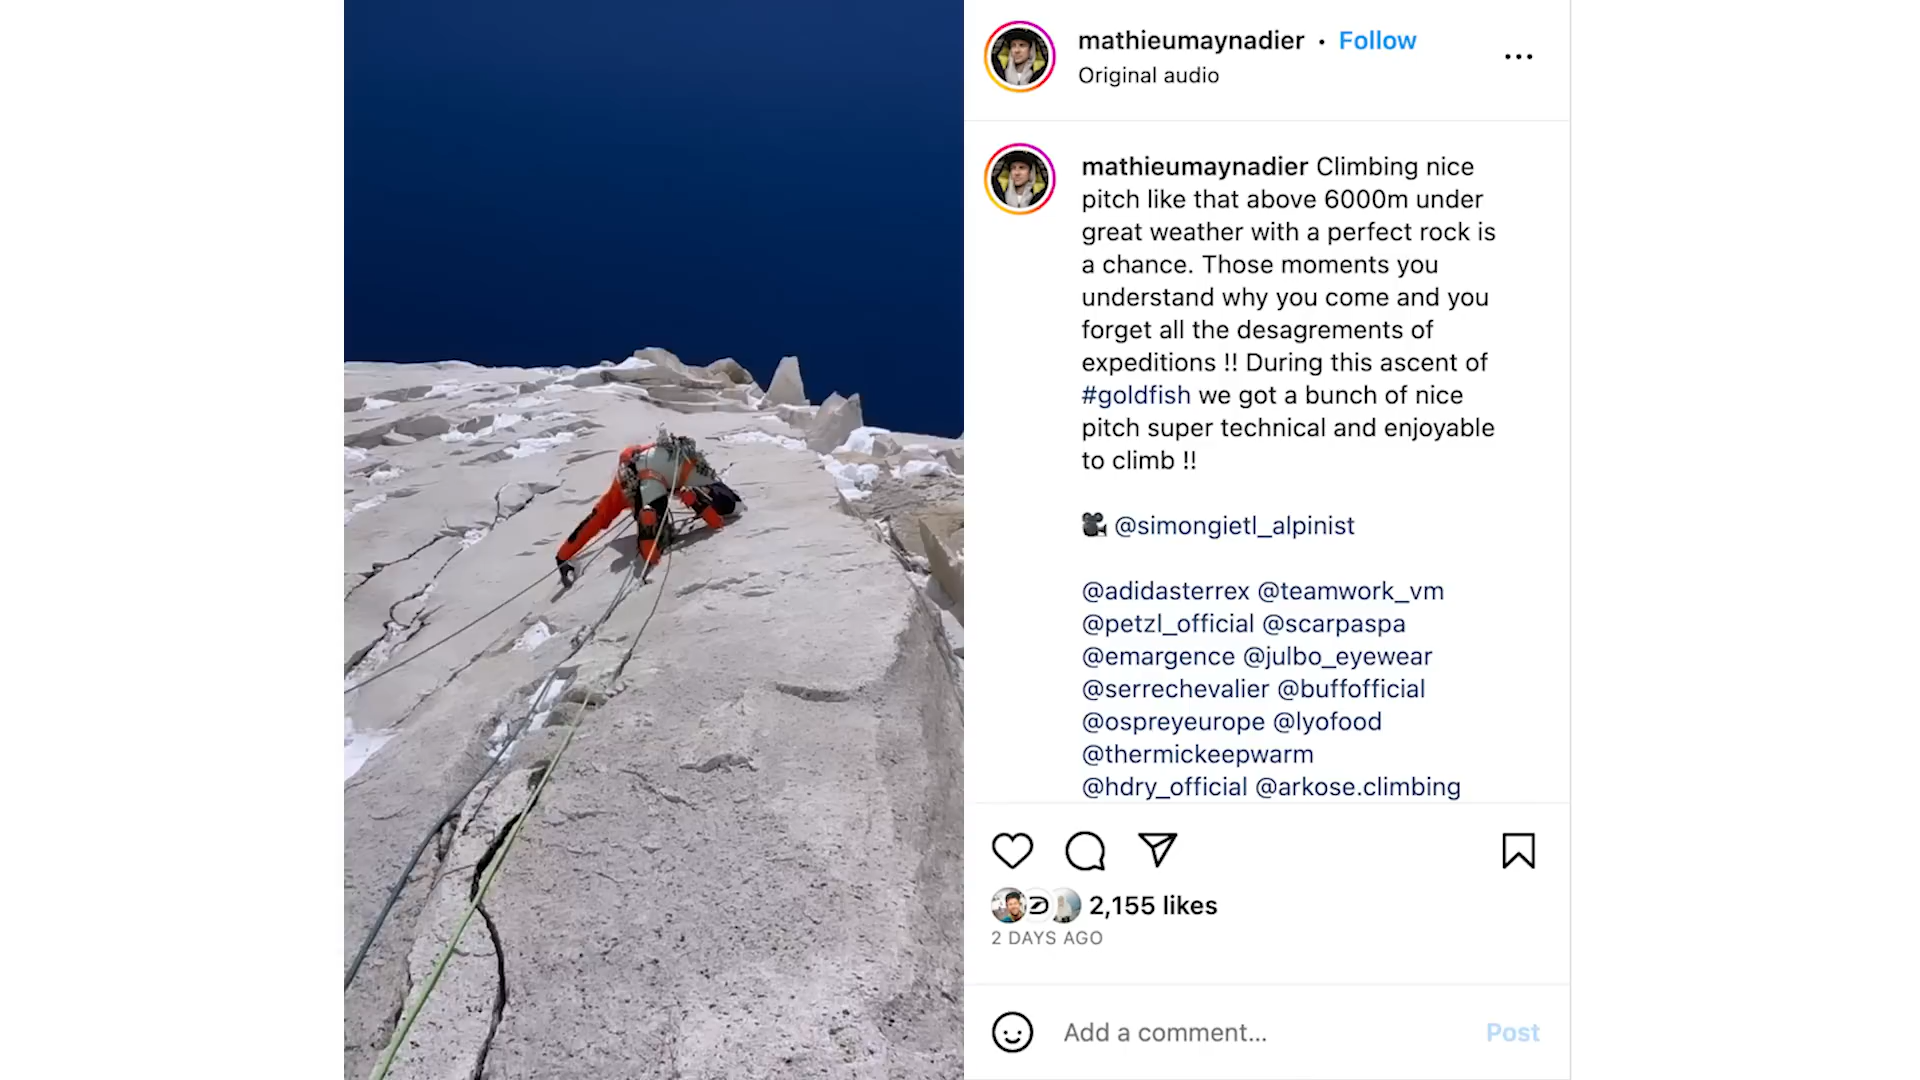 mathieumaynadier • Follow
Original audio
mathieumaynadier Climbing nice
pitch like that above 6000m under
great weather with a perfect rock is
a chance. Those moments you
understand why you come and you
forget all the desagrements of
expeditions !! During this ascent of
#goldfish we got a bunch of nice
pitch super technical and enjoyable
to climb !!
🎥 @simongietl_alpinist
@adidasterrex @teamwork_vm
@petzl_official @scarpaspa
@emargence @julbo_eyewear
@serrechevalier @buffofficial
@ospreyeurope @lyofood
@thermickeepwarm
@hdry_official @arkose.climbing
2,155 likes
2 DAYS AGO
Add a comment...
Post